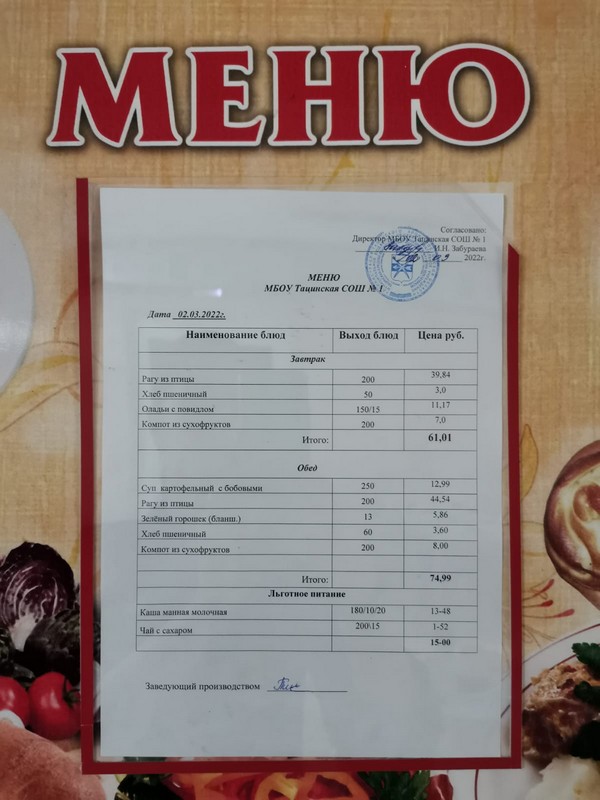 МЕНЮ
Согласовано:
Директор МБОУ Тацинская СОШ № 1
И.Н. Забураева
03 2022г.
МЕНЮ
МБОУ Тацинская СОШ № 1
Дата 02.03.2022г.
Наименование блюд Выход блюд Цена руб.
Завтрак
Рагу из птицы 200 39,84
Хлеб пшеничный 50 3,0
Оладьи с повидлом 150/15 11,17
Компот из сухофруктов 200 7,0
Итого: 61,01
Обед
Суп картофельный с бобовыми 250 12,99
Рагу из птицы 200 44,54
Зелёный горошек (бланш.) 13 5,86
Хлеб пшеничный 60 3,60
Компот из сухофруктов 200 8,00
Итого: 74,99
Льготное питание
Каша манная молочная 180/10/20 13-48
Чай с сахаром 200\15 1-52
15-00
Заведующий производством